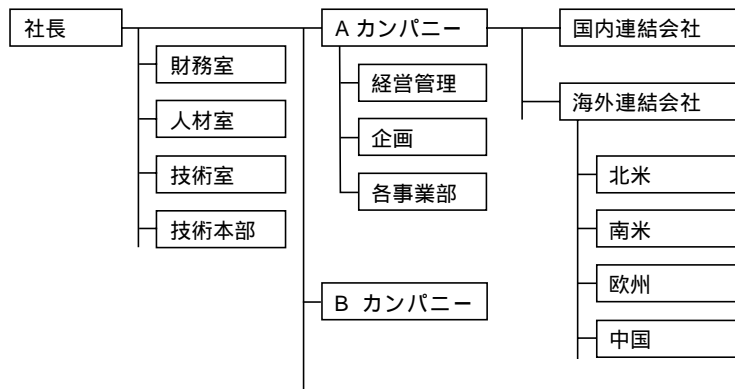 社長
財務室
人材室
技術室
技術本部
A カンパニー
経営管理
企画
各事業部
B カンパニー
国内連結会社
海外連結会社
北米
南米
欧州
中国